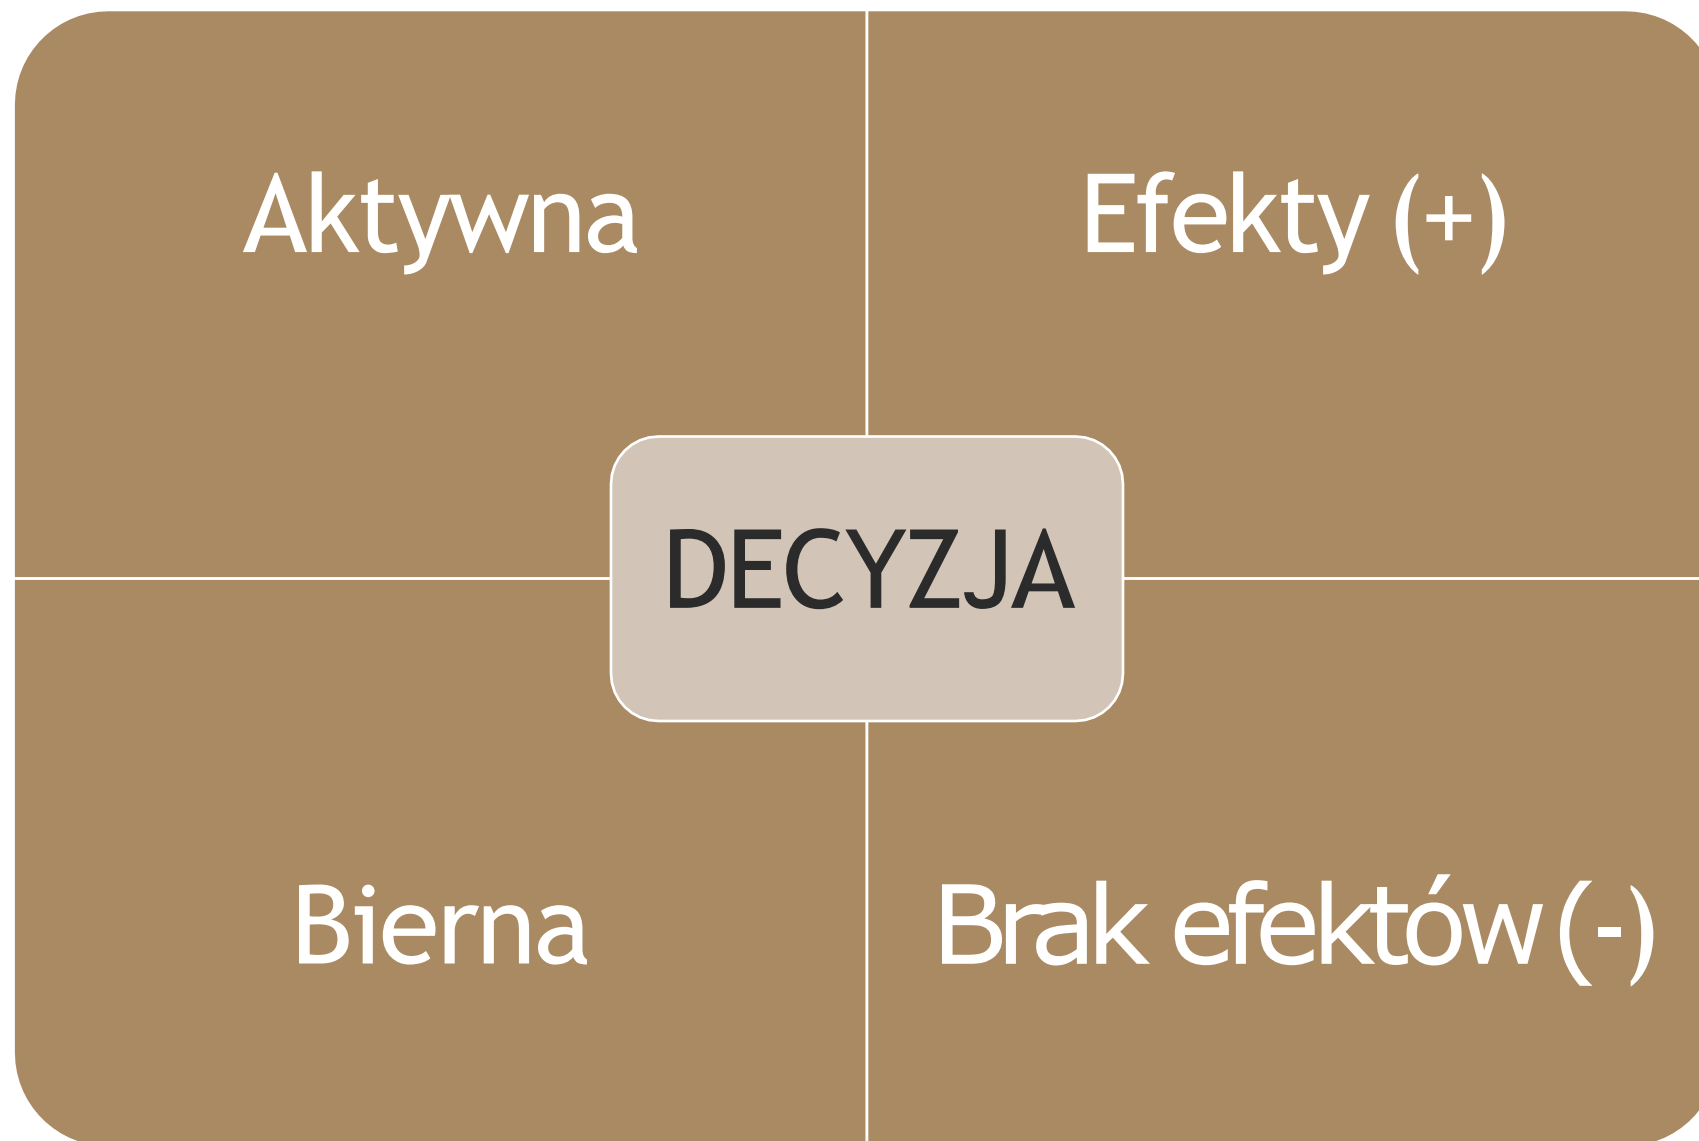 Aktywna
Efekty (+)
DECYZJA
Bierna
Brak efektów (-)